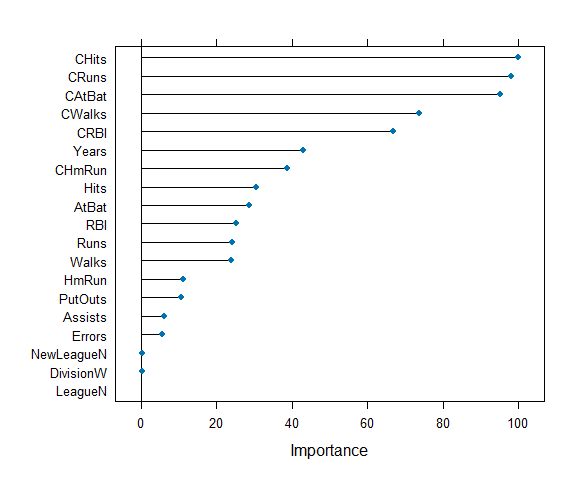 CHits
CRuns
CAtBat
CWalks
CRBI
Years
CHmRun
Hits
AtBat
RBI
Runs
Walks
HmRun
PutOuts
Assists
Errors
NewLeagueN
DivisionW
LeagueN
0 20 40 60 80 100
Importance